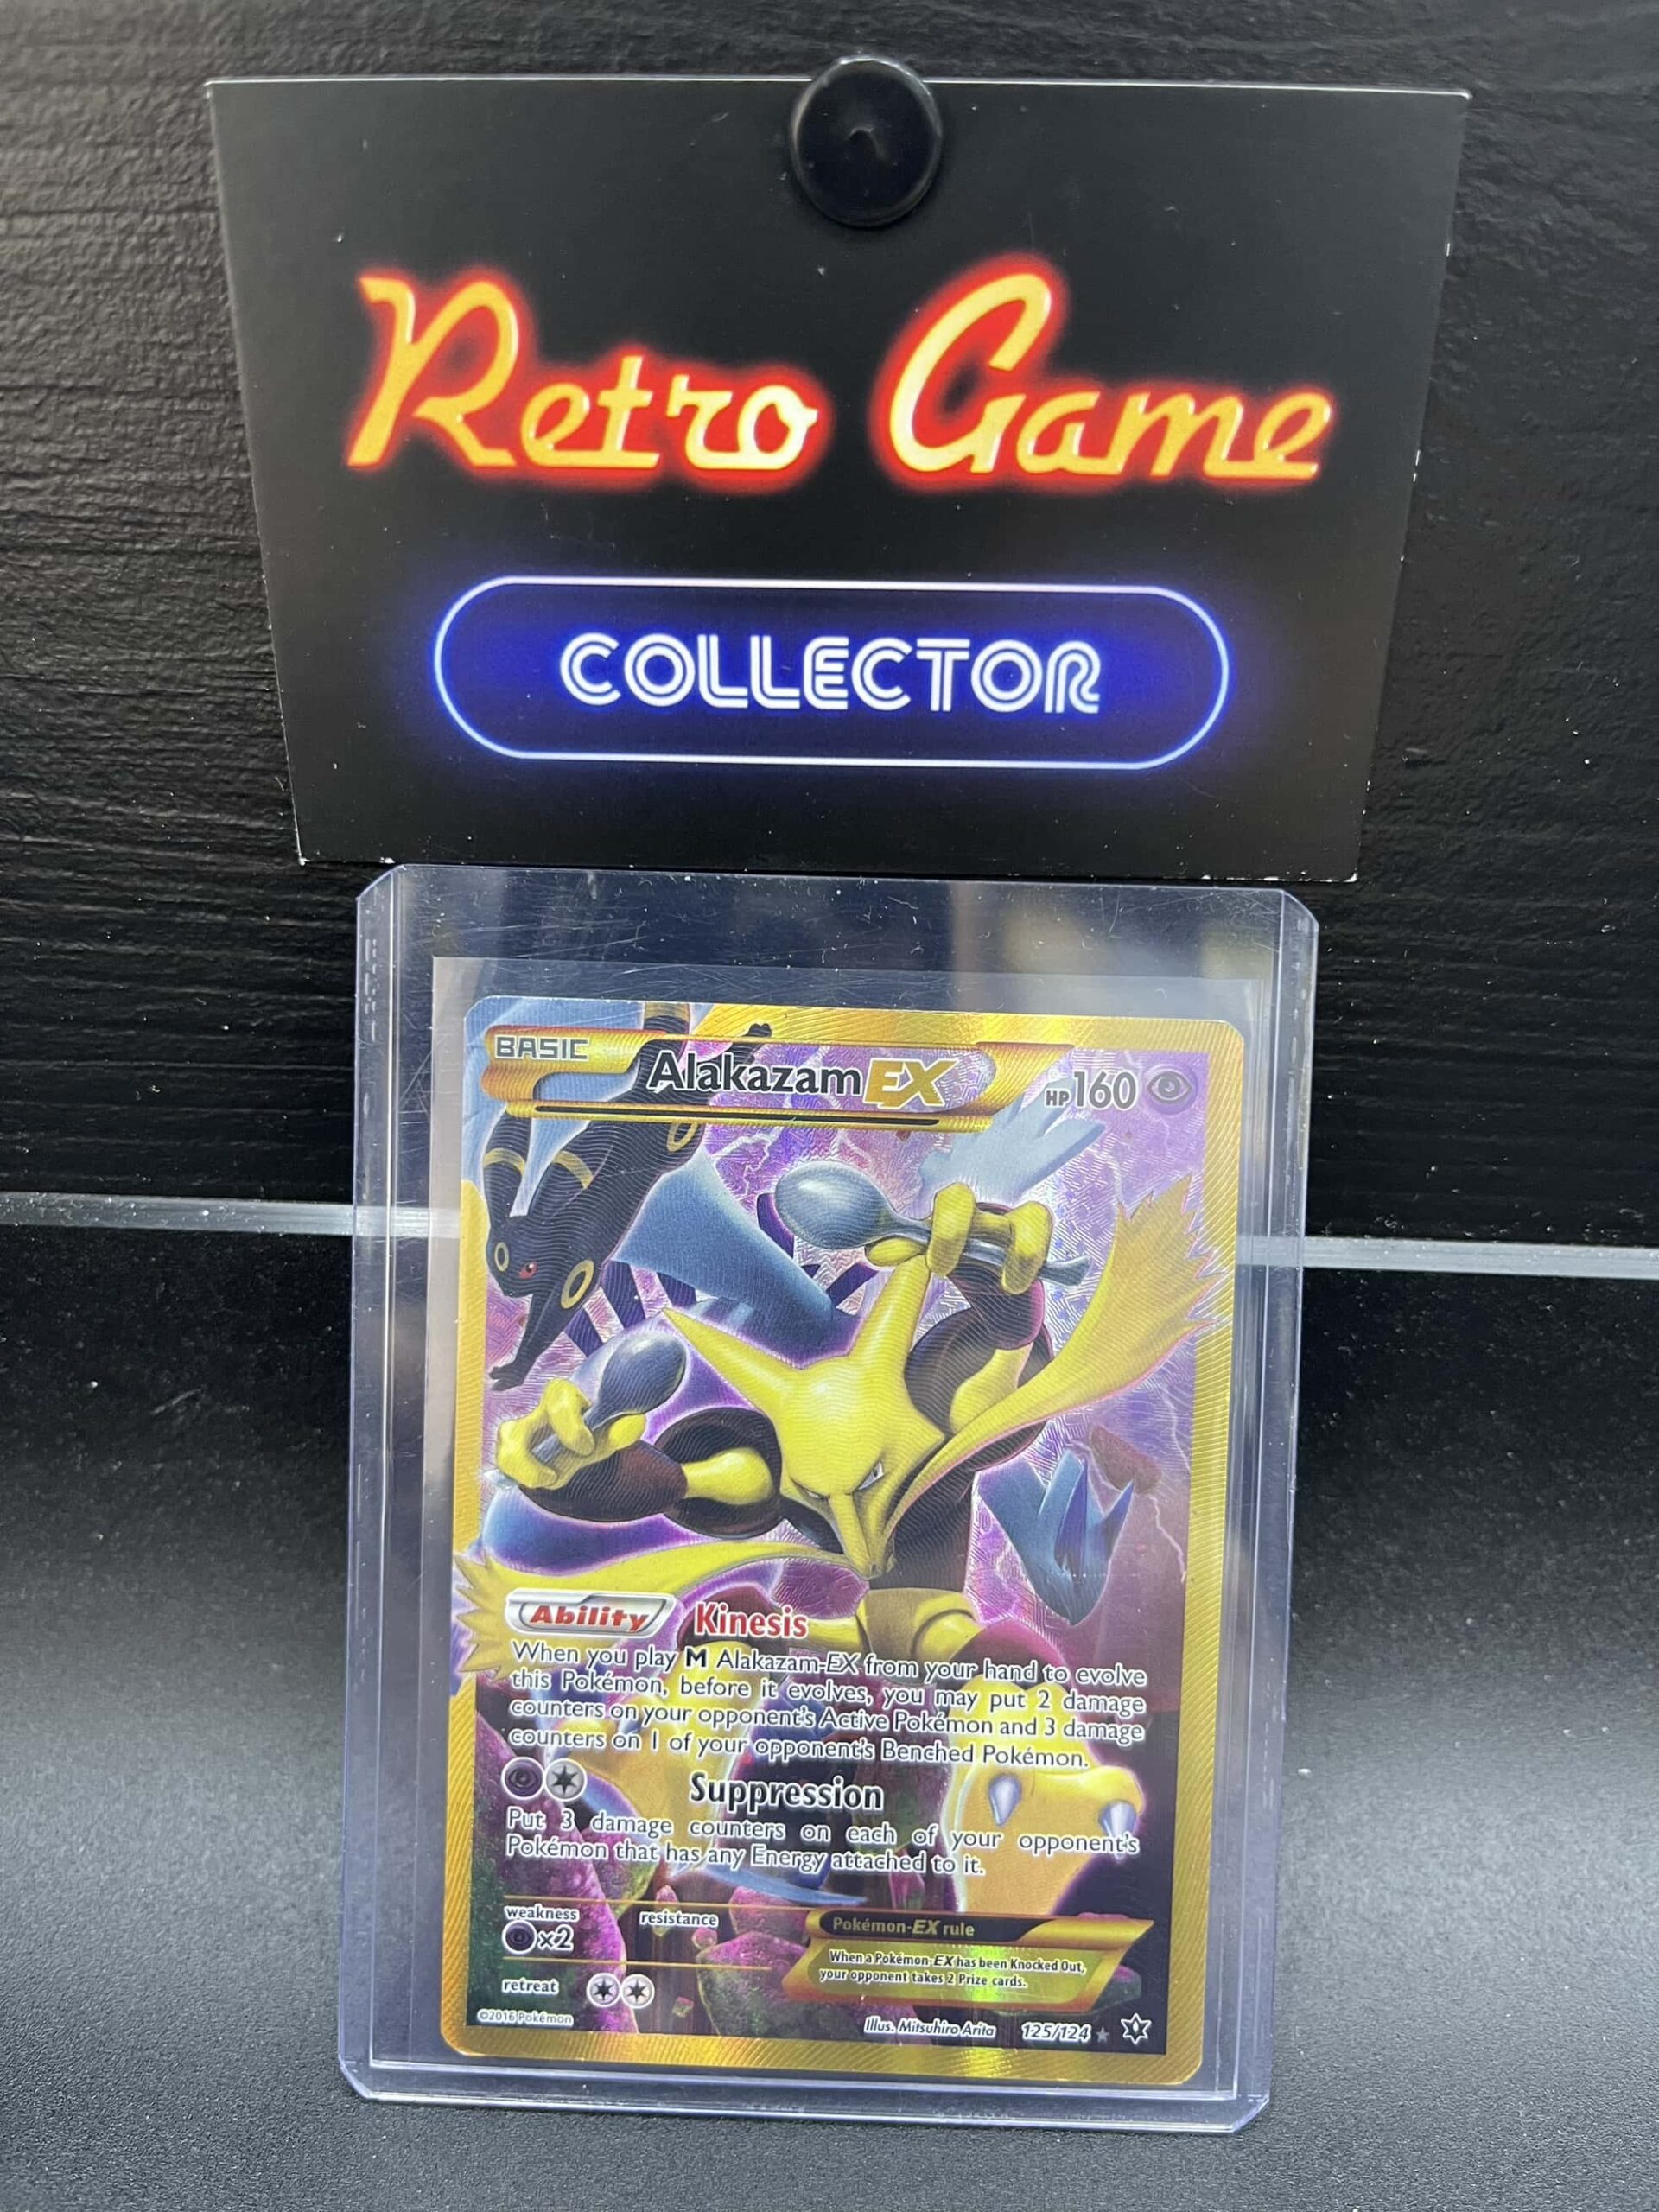 Retro Game
COLLECTOR
BASIC
Alakazam EX
HP160
Ability Kinesis
When you play M Alakazam-EX from your hand to evolve
this Pokémon, before it evolves, you may put 2 damage
counters on your opponent's Active Pokémon and 3 damage
counters on 1 of your opponent's Benched Pokémon.
Suppression
Put 3 damage counters on each of your opponent's
Pokémon that has any Energy attached to it.
weakness
x2
resistance
Pokémon-EX rule
When a Pokémon-EX has been Knocked Out,
your opponent takes 2 Prize cards.
retreat
©2016 Pokémon
Illus. Mitsuhiro Arita
125/124